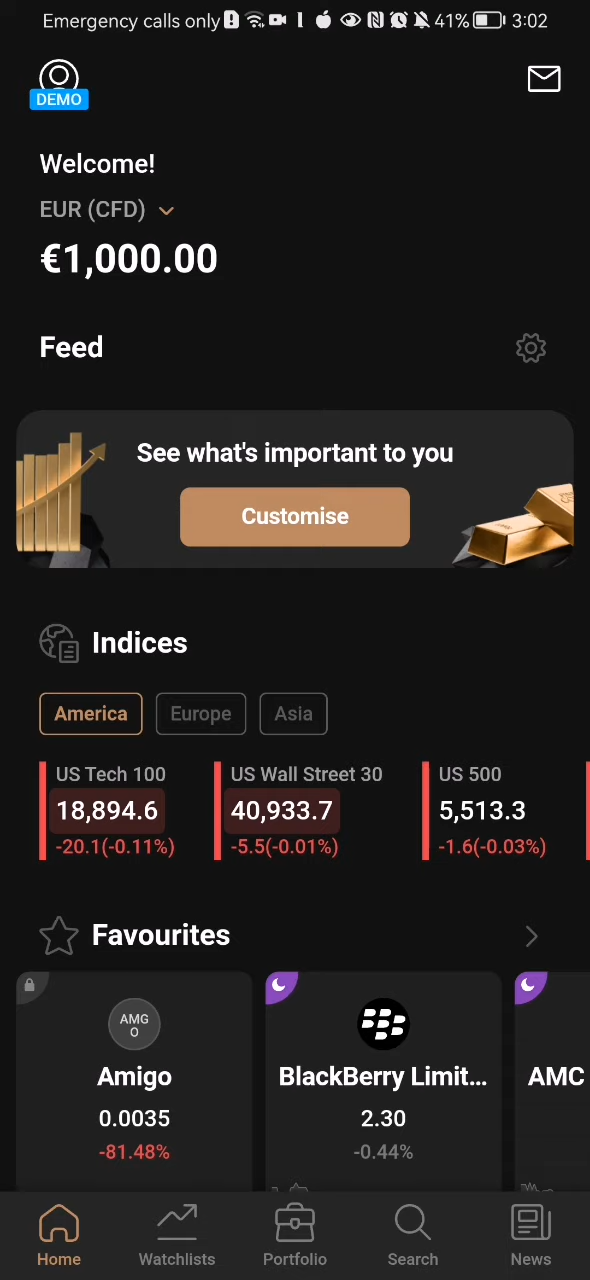 Emergency calls only 41% 3:02
DEMO
Welcome!
EUR (CFD)
€1,000.00
Feed
See what's important to you
Customise
Indices
America Europe Asia
US Tech 100 US Wall Street 30 US 500
18,894.6 40,933.7 5,513.3
-20.1(-0.11%) -5.5(-0.01%) -1.6(-0.03%)
Favourites
AMG
O
Amigo BlackBerry Limit... AMC
0.0035 2.30
-81.48% -0.44%
Home Watchlists Portfolio Search News